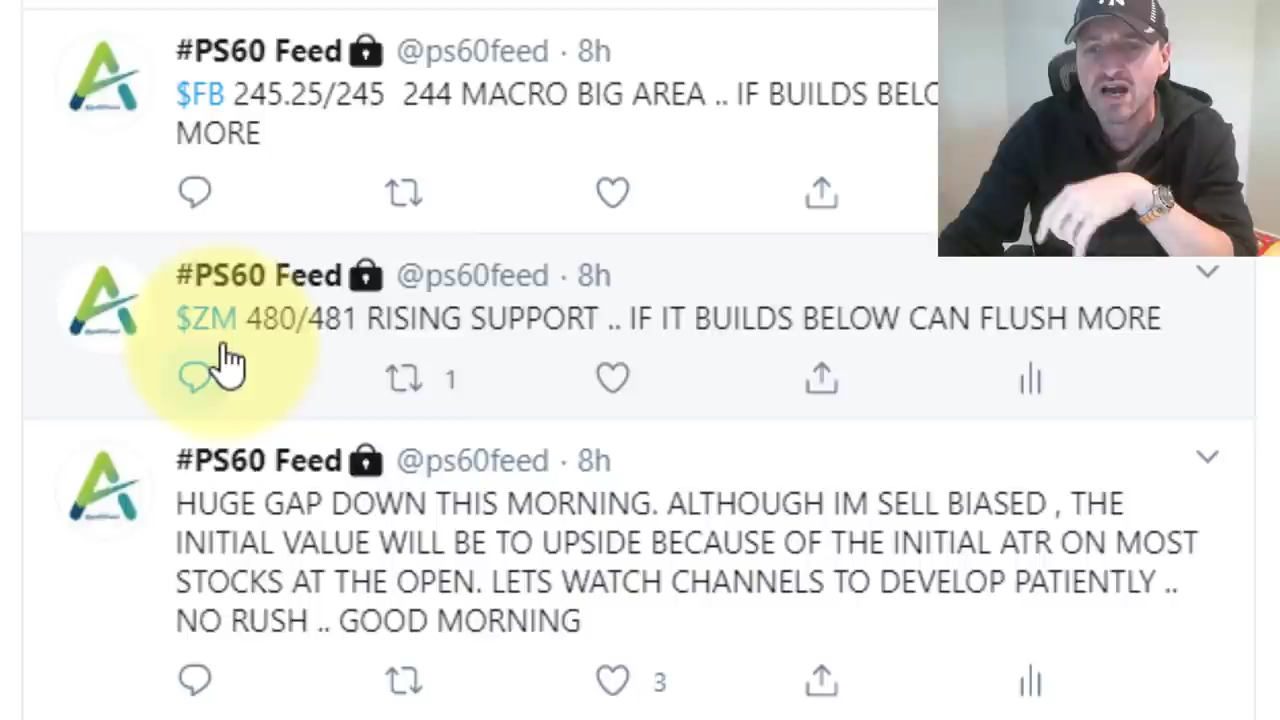 #PS60 Feed @ps60feed · 8h
$FB 245.25/245 244 MACRO BIG AREA .. IF BUILDS
MORE
#PS60 Feed @ps60feed · 8h
$ZM 480/481 RISING SUPPORT .. IF IT BUILDS BELOW CAN FLUSH MORE
1
#PS60 Feed @ps60feed · 8h
HUGE GAP DOWN THIS MORNING. ALTHOUGH IM SELL BIASED , THE
INITIAL VALUE WILL BE TO UPSIDE BECAUSE OF THE INITIAL ATR ON MOST
STOCKS AT THE OPEN. LETS WATCH CHANNELS TO DEVELOP PATIENTLY ..
NO RUSH .. GOOD MORNING
3